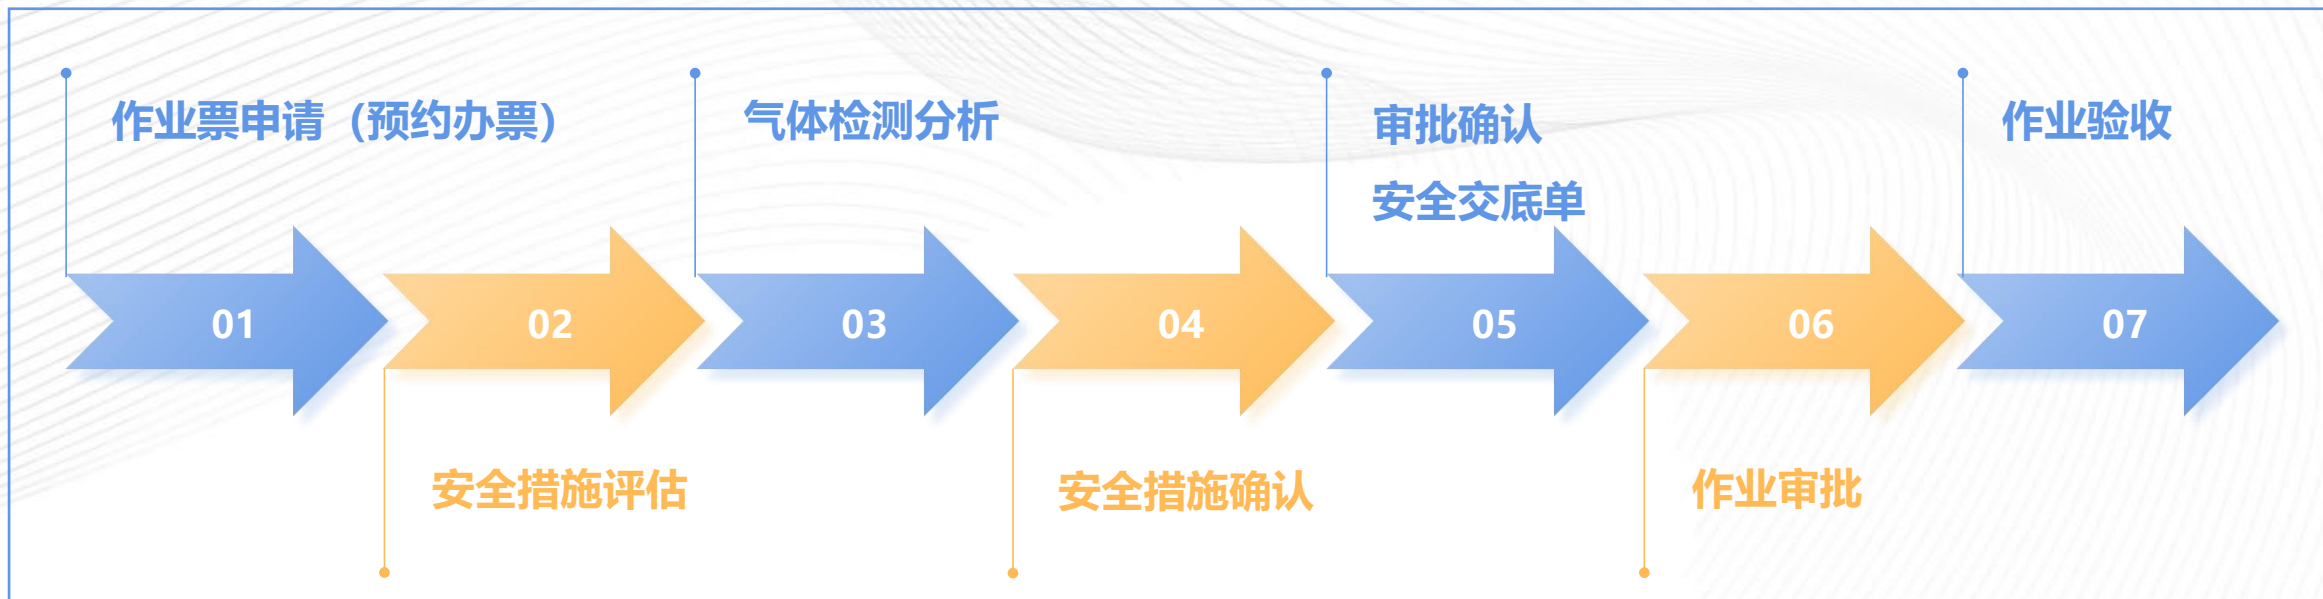 作业票申请（预约办票）
气体检测分析
审批确认
安全交底单
作业验收
01
02
03
04
05
06
07
安全措施评估
安全措施确认
作业审批